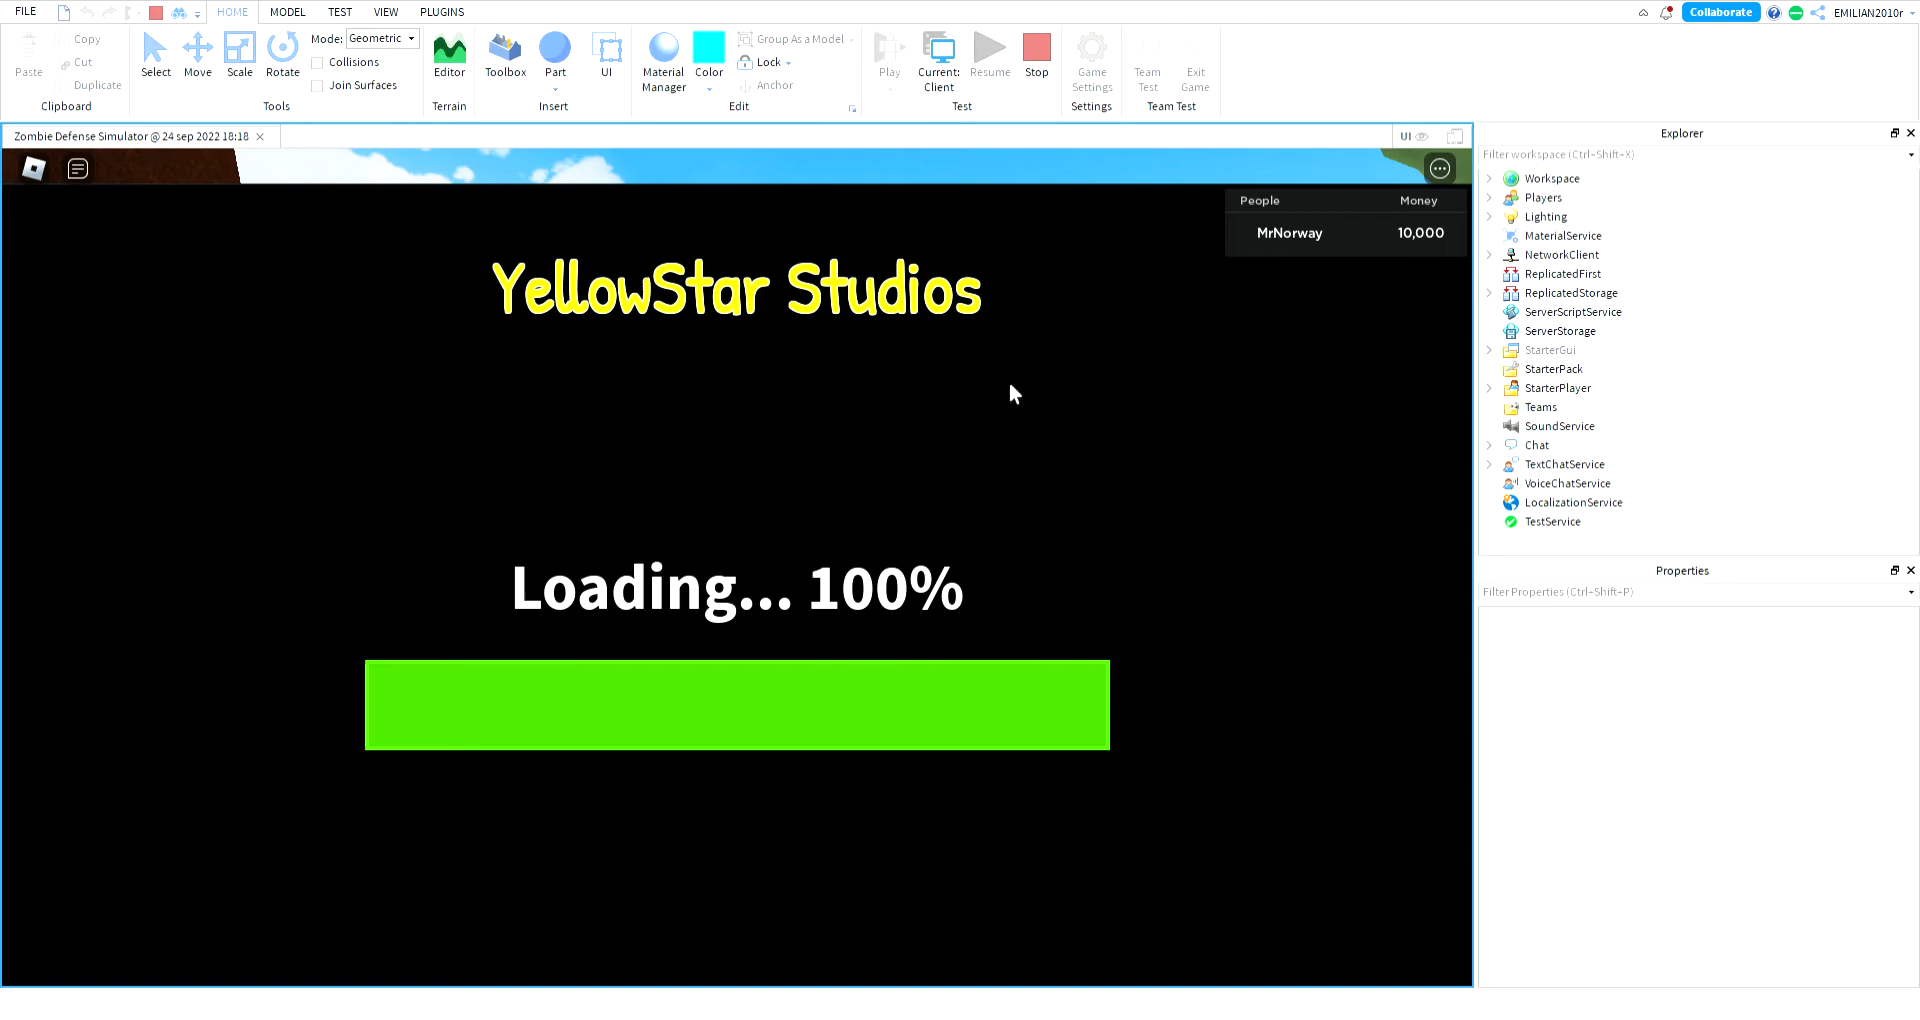 FILE
HOME
MODEL
TEST
VIEW
PLUGINS
Collaborate
EMILIAN2010r
Paste
Copy
Cut
Duplicate
Clipboard
Select
Move
Scale
Rotate
Mode: Geometric
Collisions
Join Surfaces
Tools
Editor
Terrain
Toolbox
Part
UI
Insert
Material
Manager
Color
Group As a Model
Lock
Anchor
Edit
Play
Current:
Client
Resume
Stop
Test
Game
Settings
Settings
Team
Test
Exit
Game
Team Test
Zombie Defense Simulator @ 24 sep 2022 18:18
UI
People Money
MrNorway 10,000
YellowStar Studios
Loading... 100%
Explorer
Filter workspace (Ctrl+Shift+X)
Workspace
Players
Lighting
MaterialService
NetworkClient
ReplicatedFirst
ReplicatedStorage
ServerScriptService
ServerStorage
StarterGui
StarterPack
StarterPlayer
Teams
SoundService
Chat
TextChatService
VoiceChatService
LocalizationService
TestService
Properties
Filter Properties (Ctrl+Shift+P)